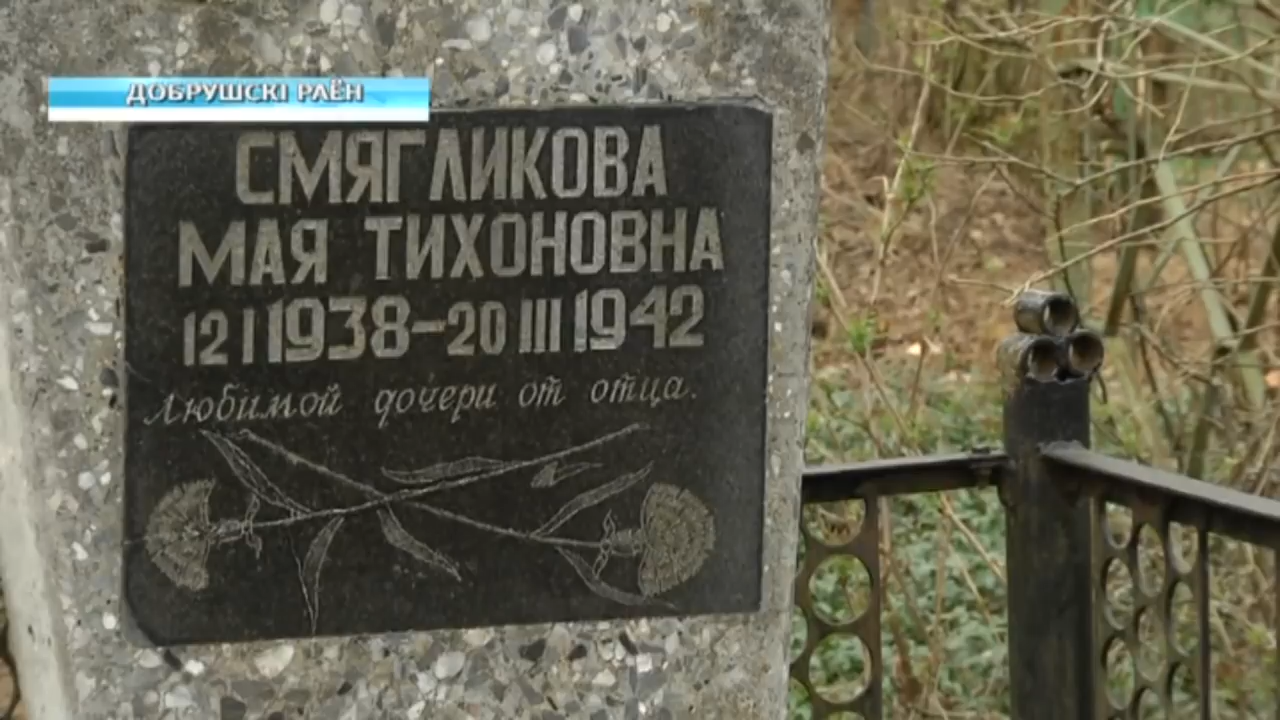 ДОБРУШСКІ РАЁН
СМЯГЛИКОВА
МАЯ ТИХОНОВНА
12 I 1938-20 III 1942
Любимой дочери от отца.